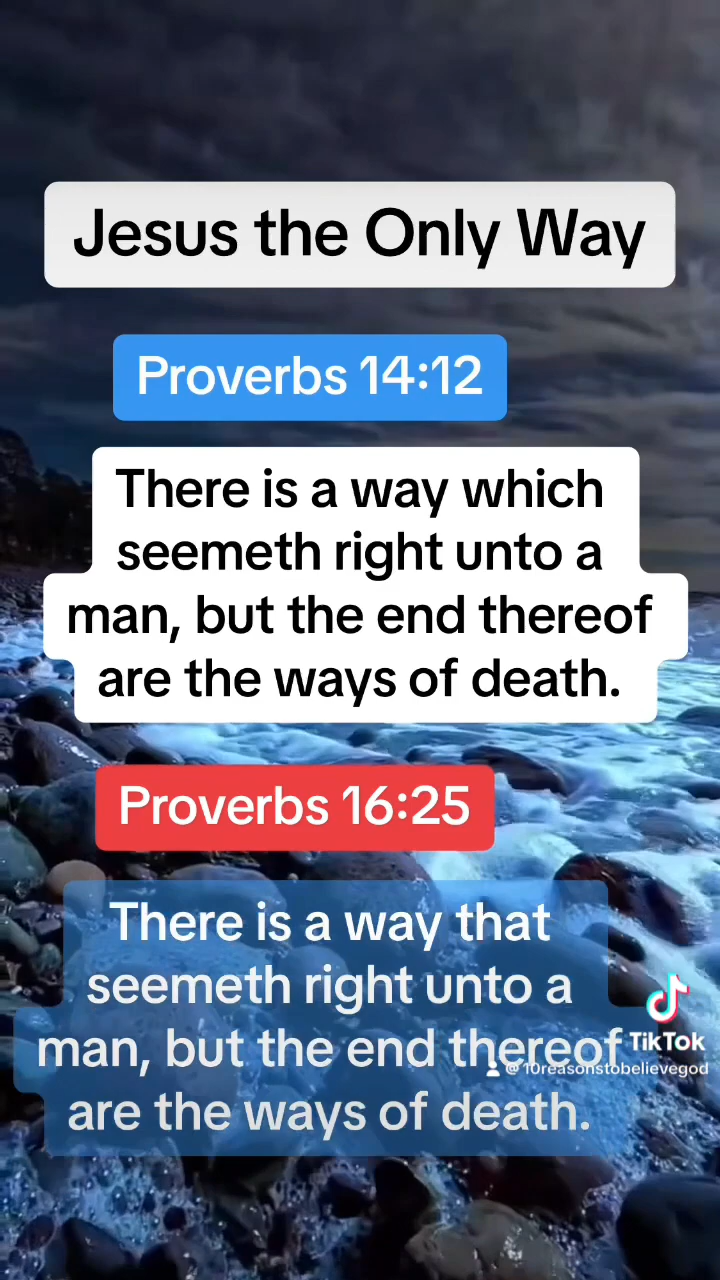 Jesus the Only Way
Proverbs 14:12
There is a way which
seemeth right unto a
man, but the end thereof
are the ways of death.
Proverbs 16:25
There is a way that
seemeth right unto a
man, but the end thereof
are the ways of death.
TikTok
@10reasonstobelievegod